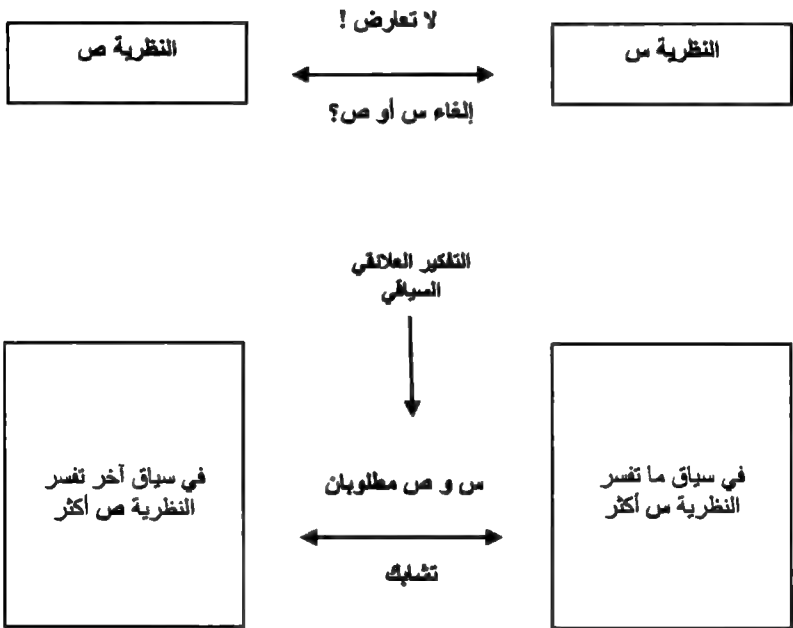 لا تعارض !
النظرية س
النظرية ص
إلغاء س أو ص؟
التفكير العلائقي
السياقي
في سياق ما تفسر
النظرية س أكثر
س و ص مطلوبان
في سياق آخر تفسر
النظرية ص أكثر
تشابك